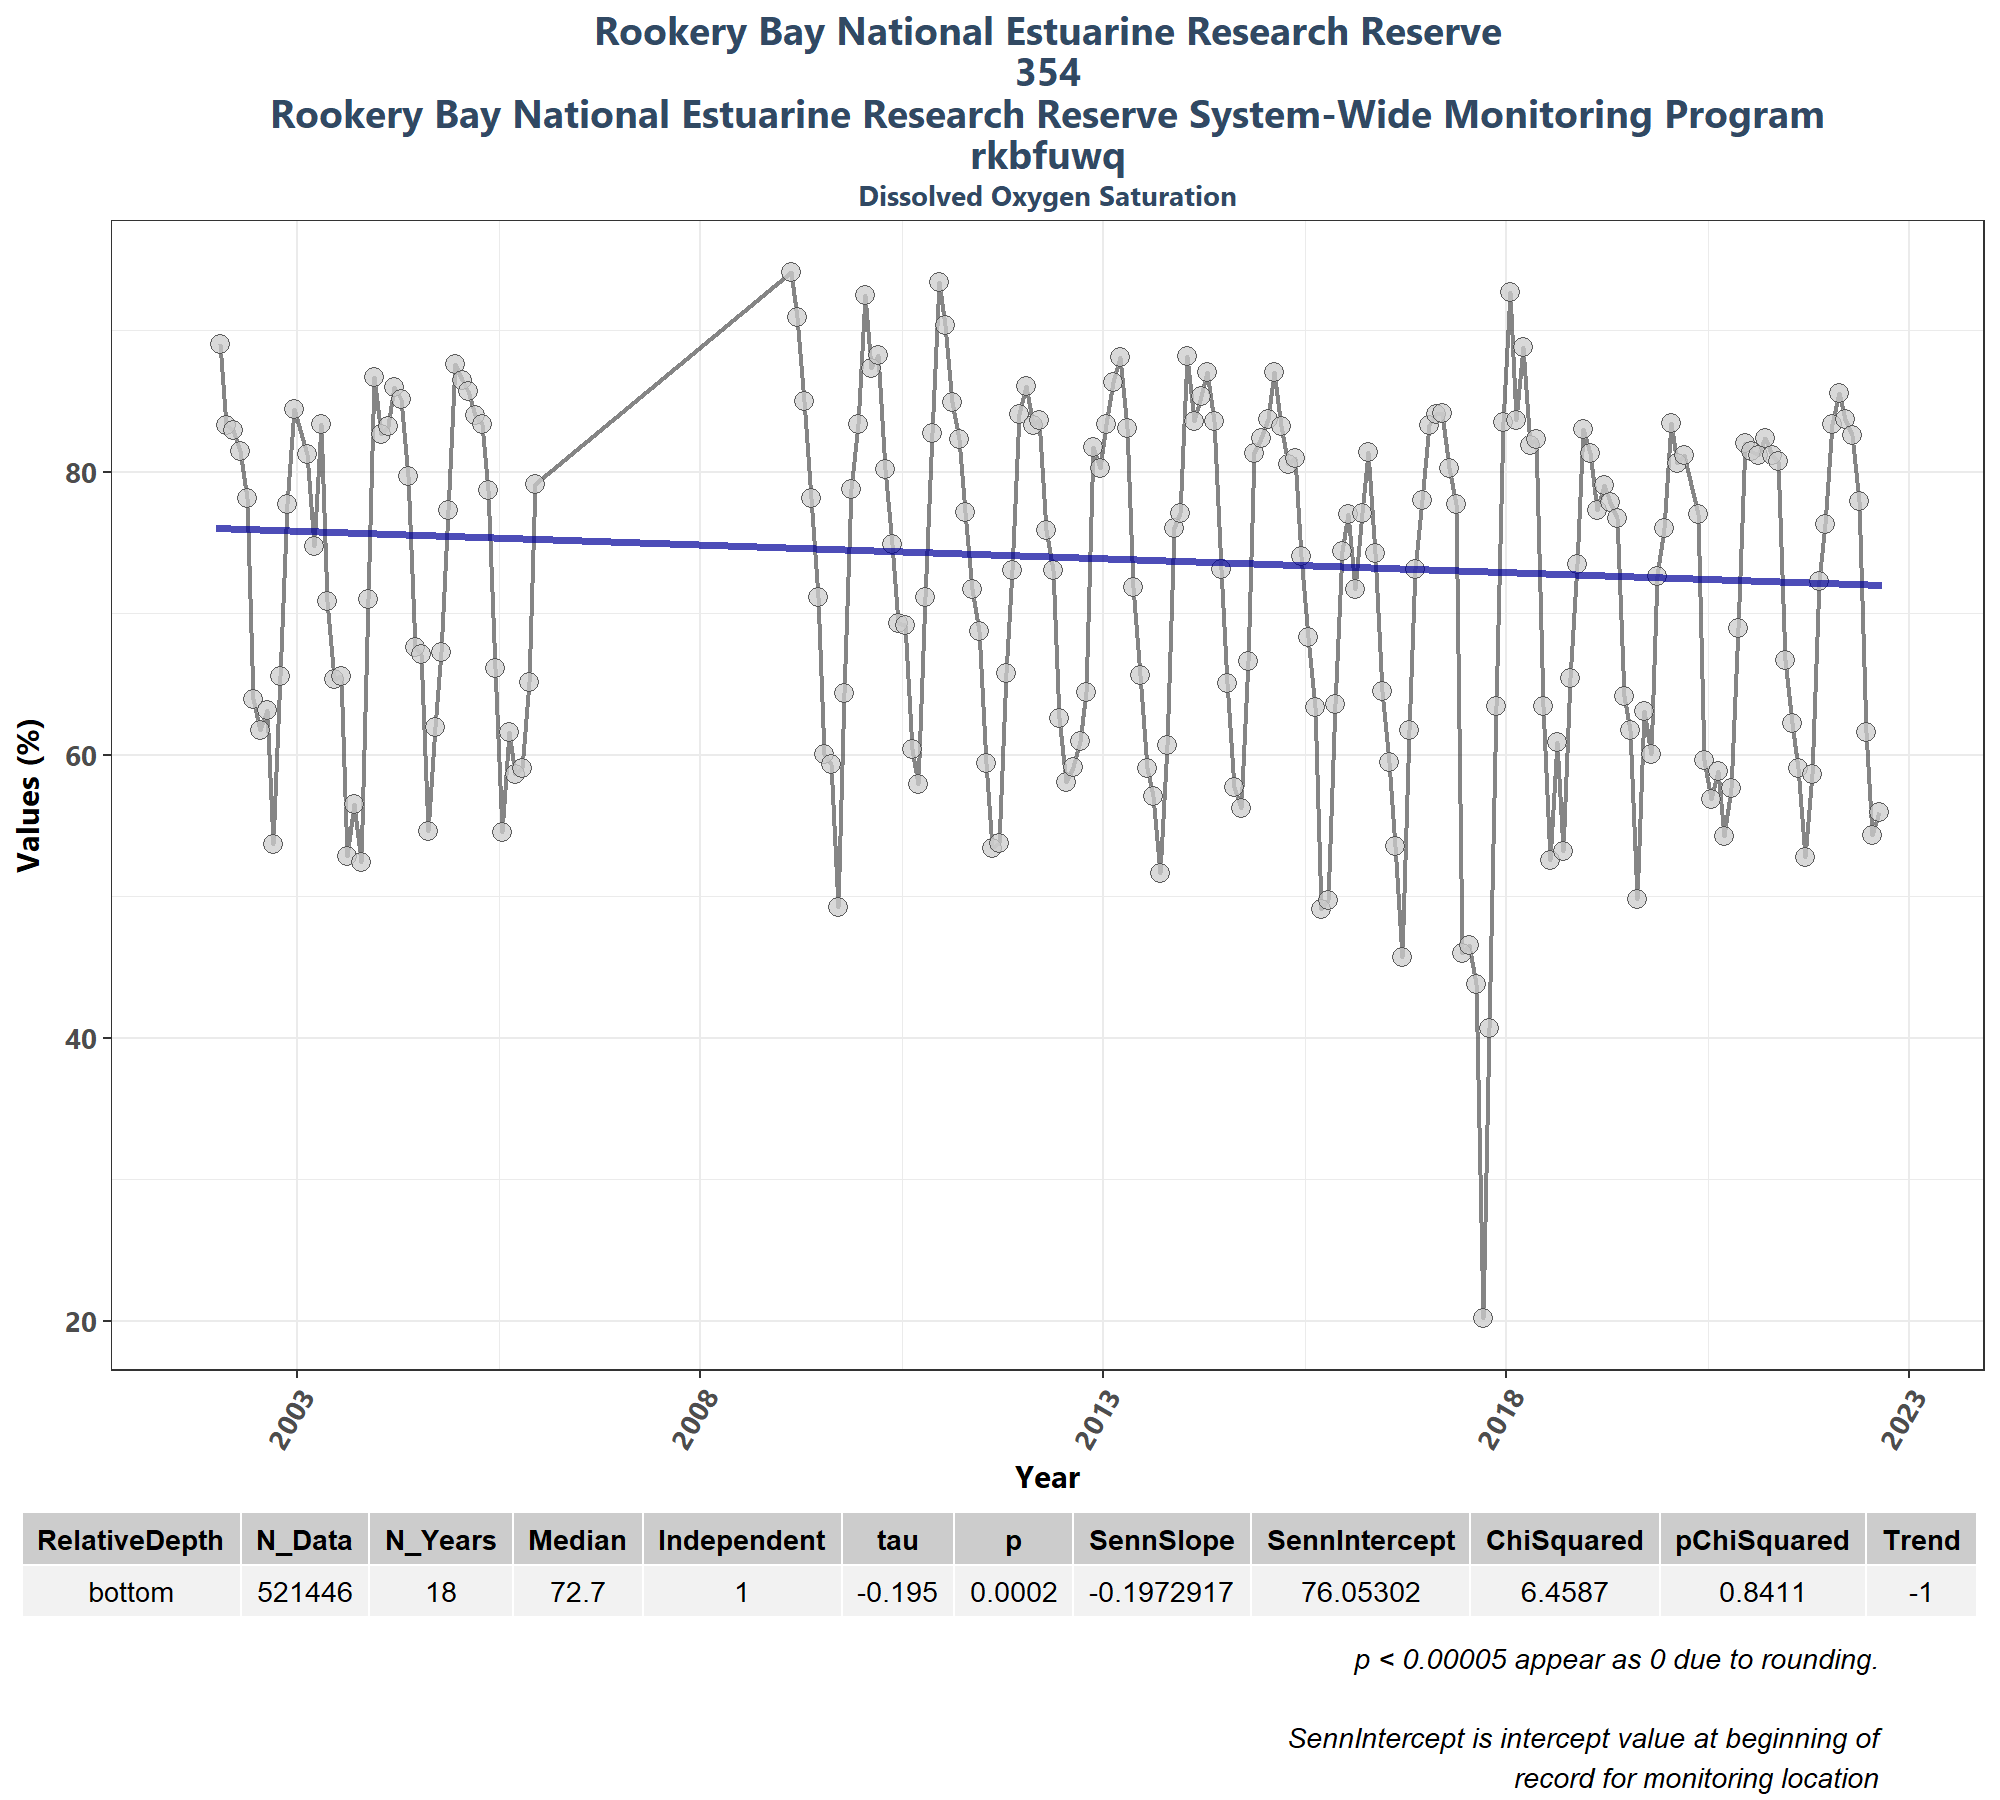 Rookery Bay National Estuarine Research Reserve
354
Rookery Bay National Estuarine Research Reserve System-Wide Monitoring Program
rkbfuwq
Dissolved Oxygen Saturation
80
60
40
20
Values (%)
2003
2008
2013
2018
2023
Year
RelativeDepth N_Data N_Years Median Independent tau p SennSlope SennIntercept ChiSquared pChiSquared Trend
bottom 521446 18 72.7 1 -0.195 0.0002 -0.1972917 76.05302 6.4587 0.8411 -1
p < 0.00005 appear as 0 due to rounding.
SennIntercept is intercept value at beginning of
record for monitoring location